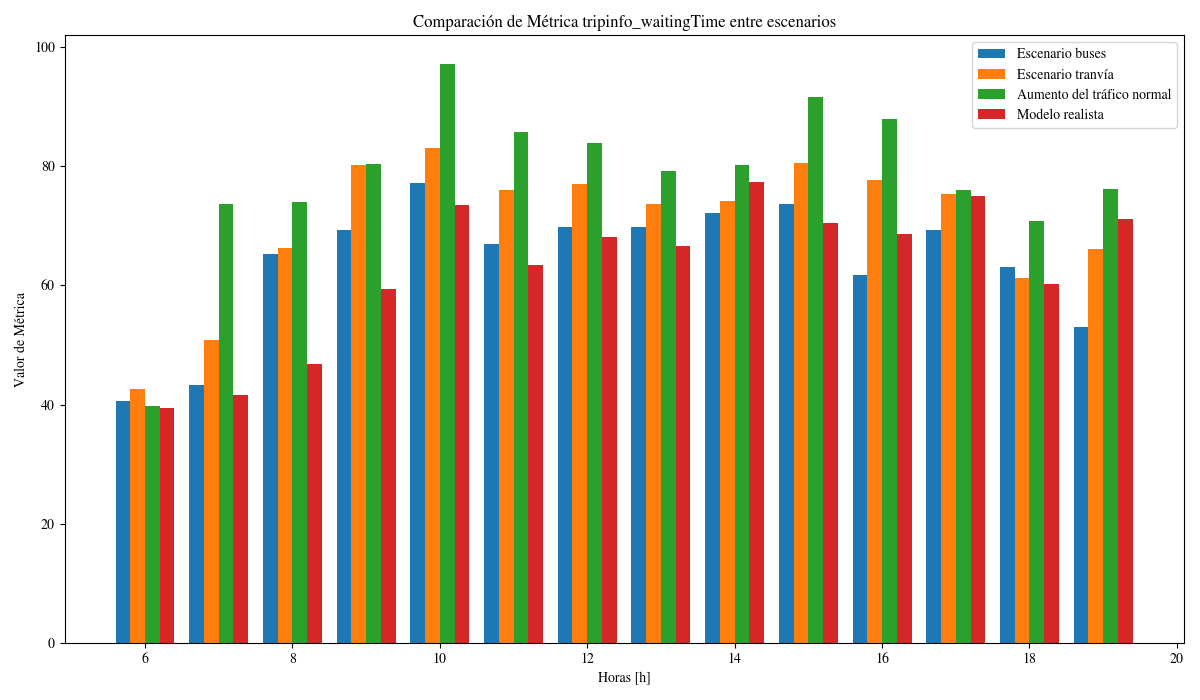 Comparación de Métrica tripinfo_waitingTime entre escenarios
100
80
60
40
20
0
Valor de Métrica
Escenario buses
Escenario tranvía
Aumento del tráfico normal
Modelo realista
6 8 10 12 14 16 18 20
Horas [h]